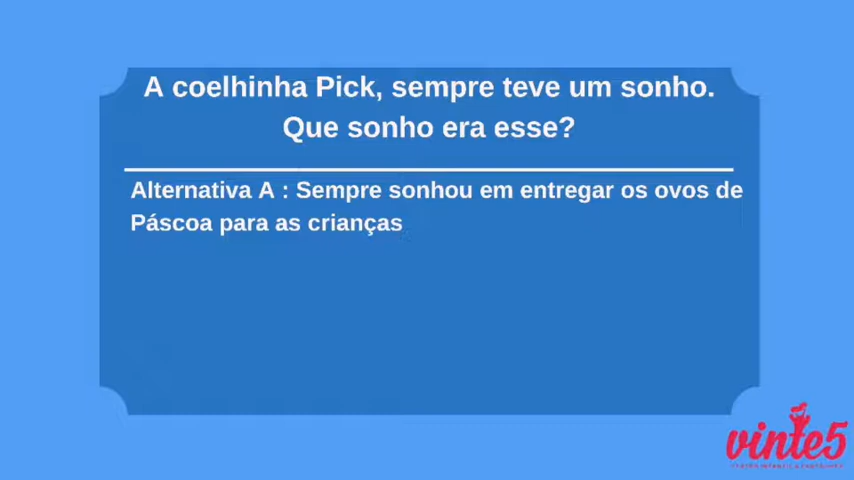 A coelhinha Pick, sempre teve um sonho.
Que sonho era esse?
Alternativa A : Sempre sonhou em entregar os ovos de
Páscoa para as crianças
vinte5